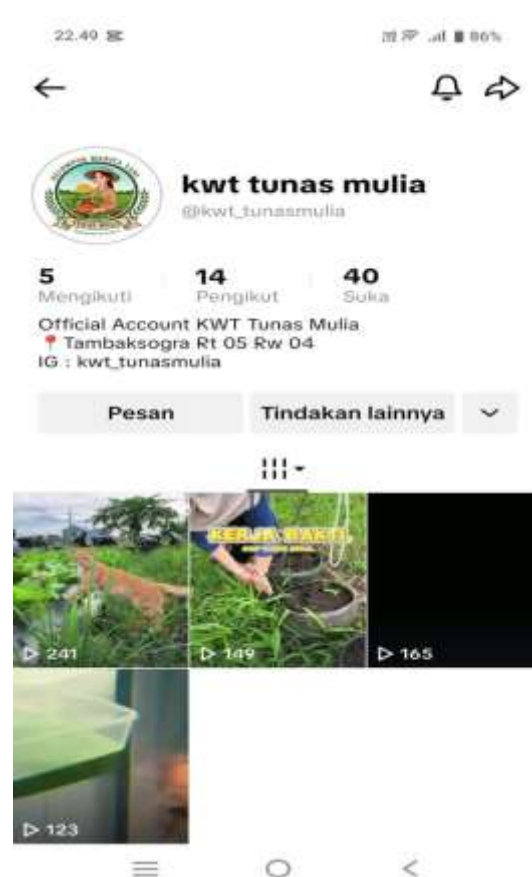 22.49
86%
kwt tunas mulia
@kwt_tunasmulia
5 14 40
Mengikuti Pengikut Suka
Official Account KWT Tunas Mulia
Tambaksogra Rt 05 Rw 04
IG : kwt_tunasmulia
Pesan Tindakan lainnya
KERJA BAKTI
241 149 165
123